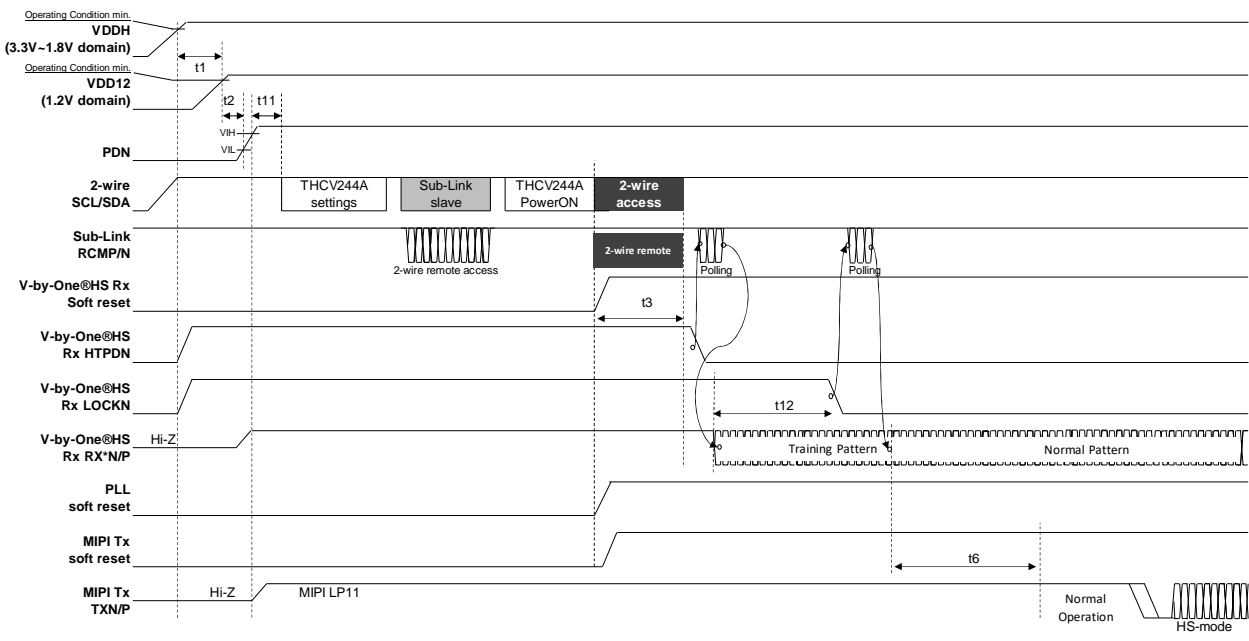 Operating Condition min.
VDDH
(3.3V~1.8V domain)
t1
Operating Condition min.
VDD12
(1.2V domain)
t2
t11
VIH
VIL
PDN
2-wire
SCL/SDA
THCV244A
settings
Sub-Link
slave
THCV244A
PowerON
2-wire
access
Sub-Link
RCMP/N
2-wire remote access
2-wire remote
Polling
Polling
V-by-One®HS Rx
Soft reset
t3
V-by-One®HS
Rx HTPDN
V-by-One®HS
Rx LOCKN
t12
V-by-One®HS
Rx RX*N/P
Hi-Z
Training Pattern
Normal Pattern
PLL
soft reset
MIPI Tx
soft reset
t6
MIPI Tx
TXN/P
Hi-Z
MIPI LP11
Normal
Operation
HS-mode